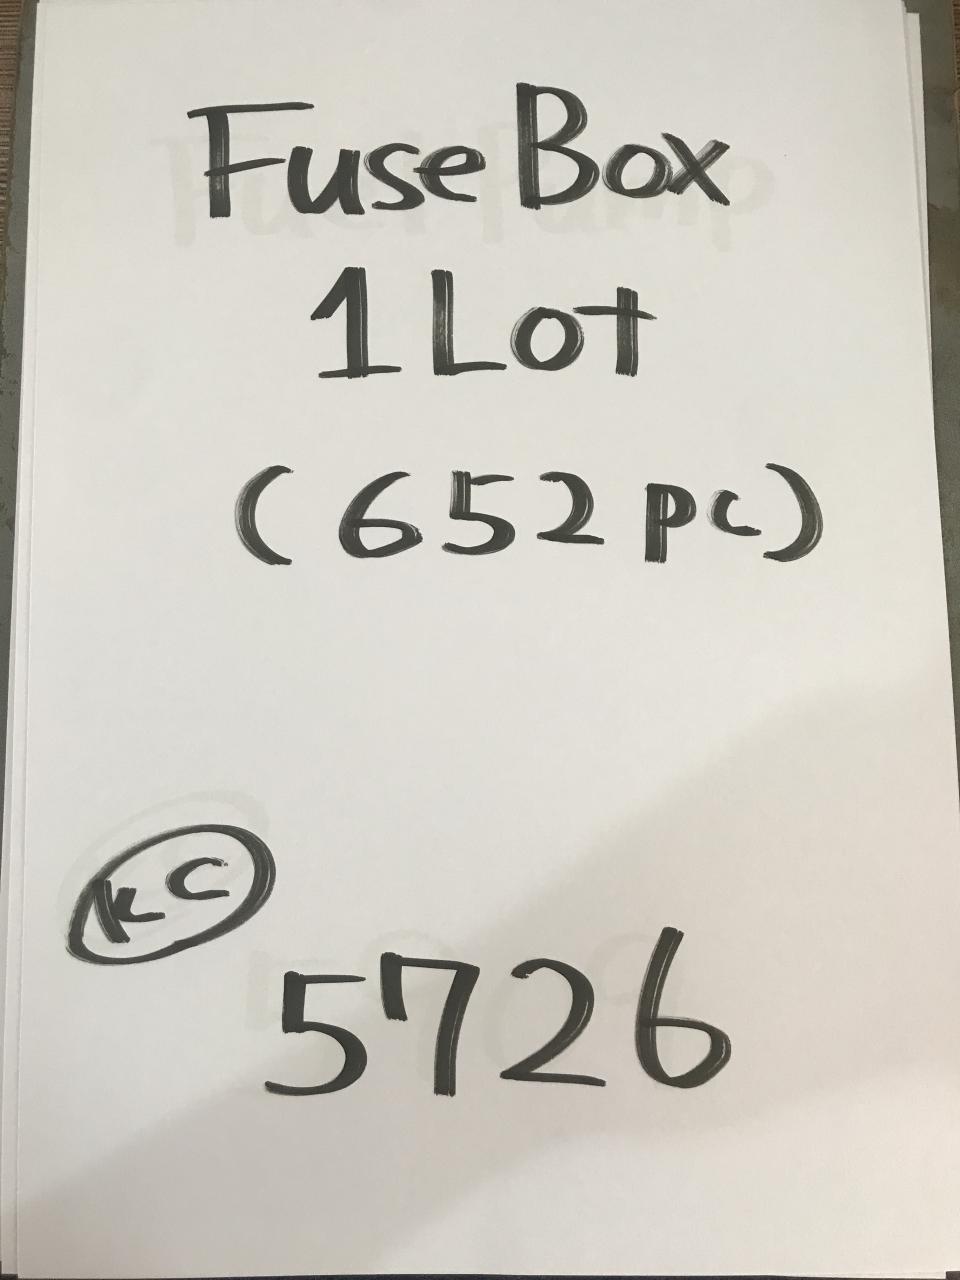 Fuse Box
1 Lot
(652 pc)
KC
5726